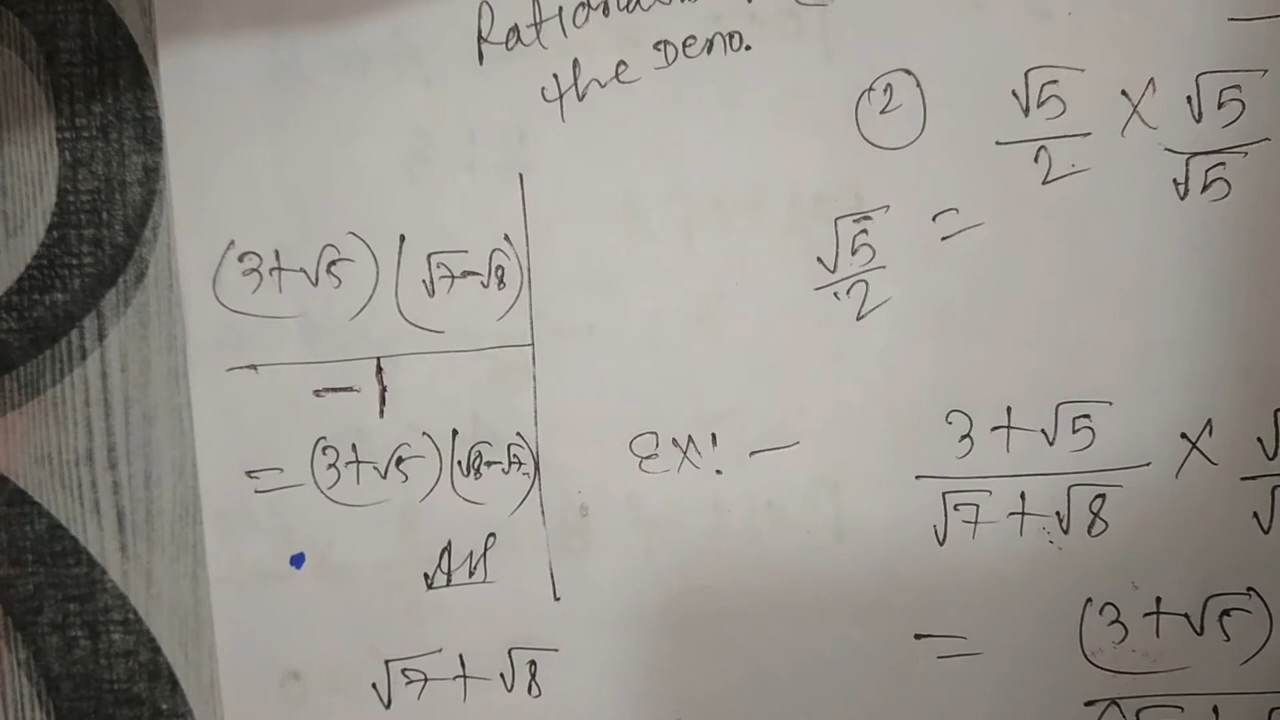 the Deno.
② √5/2 × √5/√5
√5/2 =
(3+√5)(√7-√8)
/ -1
= (3+√5)(√8-√7)
Ex:- 3+√5/√7+√8 ×
= (3+√5)
√7+√8